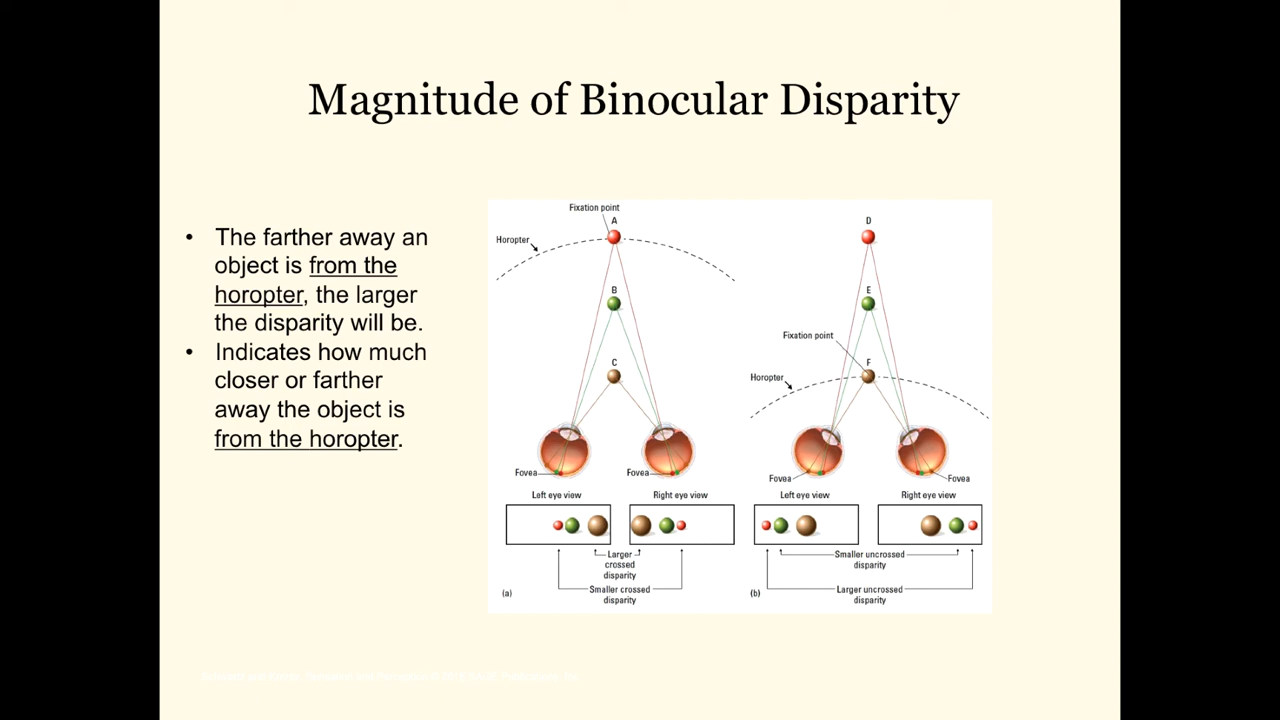 Magnitude of Binocular Disparity
• The farther away an
object is from the
horopter, the larger
the disparity will be.
• Indicates how much
closer or farther
away the object is
from the horopter.
Fixation point
A
Horopter
B
C
Fovea
Fovea
Left eye view
Right eye view
Larger
crossed
disparity
Smaller crossed
disparity
(a)
D
E
Fixation point
F
Horopter
Fovea
Fovea
Left eye view
Right eye view
Smaller uncrossed
disparity
Larger uncrossed
disparity
(b)